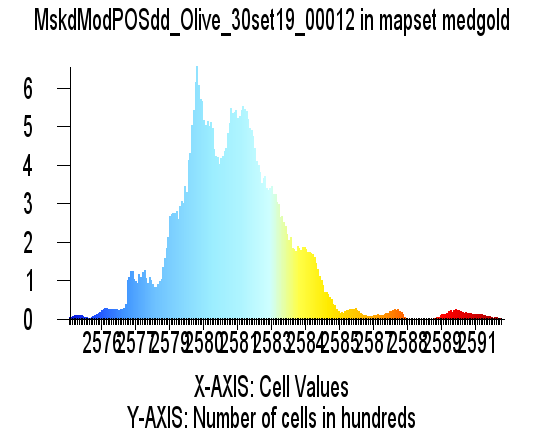 MskdModPOSdd_Olive_30set19_00012 in mapset medgold
6
5
4
3
2
1
0
2576 2577 2579 2580 2581 2583 2584 2585 2587 2588 2589 2591
X-AXIS: Cell Values
Y-AXIS: Number of cells in hundreds